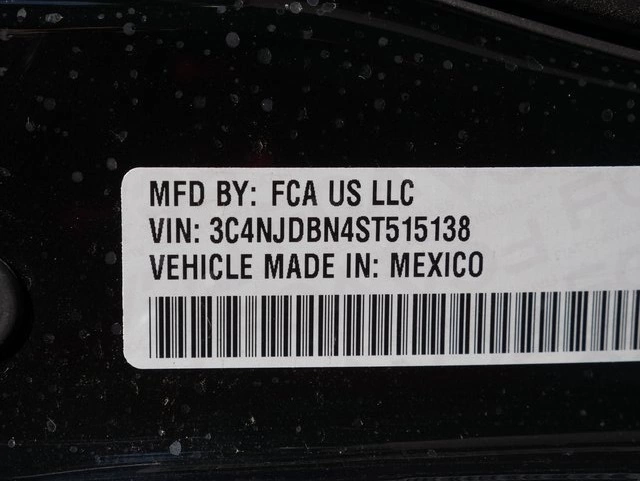 MFD BY: FCA US LLC
VIN: 3C4NJDBN4ST515138
VEHICLE MADE IN: MEXICO